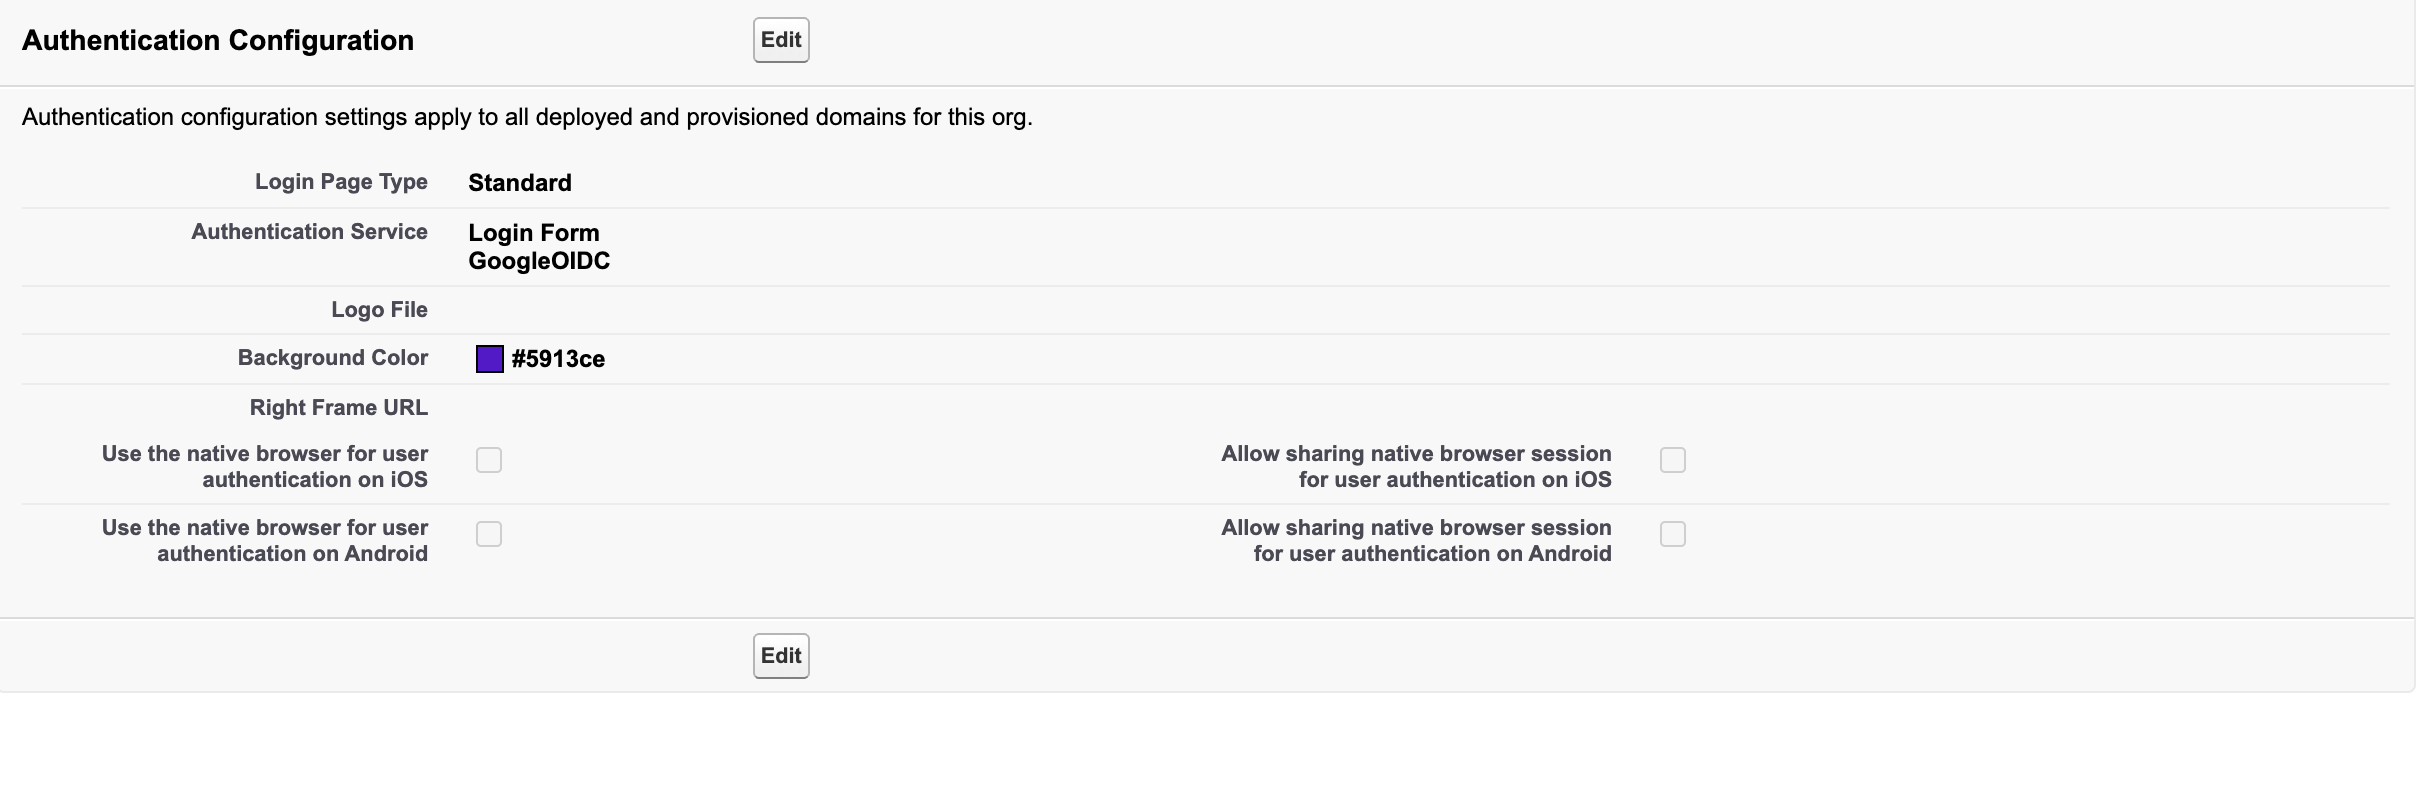 Authentication Configuration
Edit
Authentication configuration settings apply to all deployed and provisioned domains for this org.
Login Page Type
Standard
Authentication Service
Login Form
GoogleOIDC
Logo File
Background Color
#5913ce
Right Frame URL
Use the native browser for user
authentication on iOS
Allow sharing native browser session
for user authentication on iOS
Use the native browser for user
authentication on Android
Allow sharing native browser session
for user authentication on Android
Edit